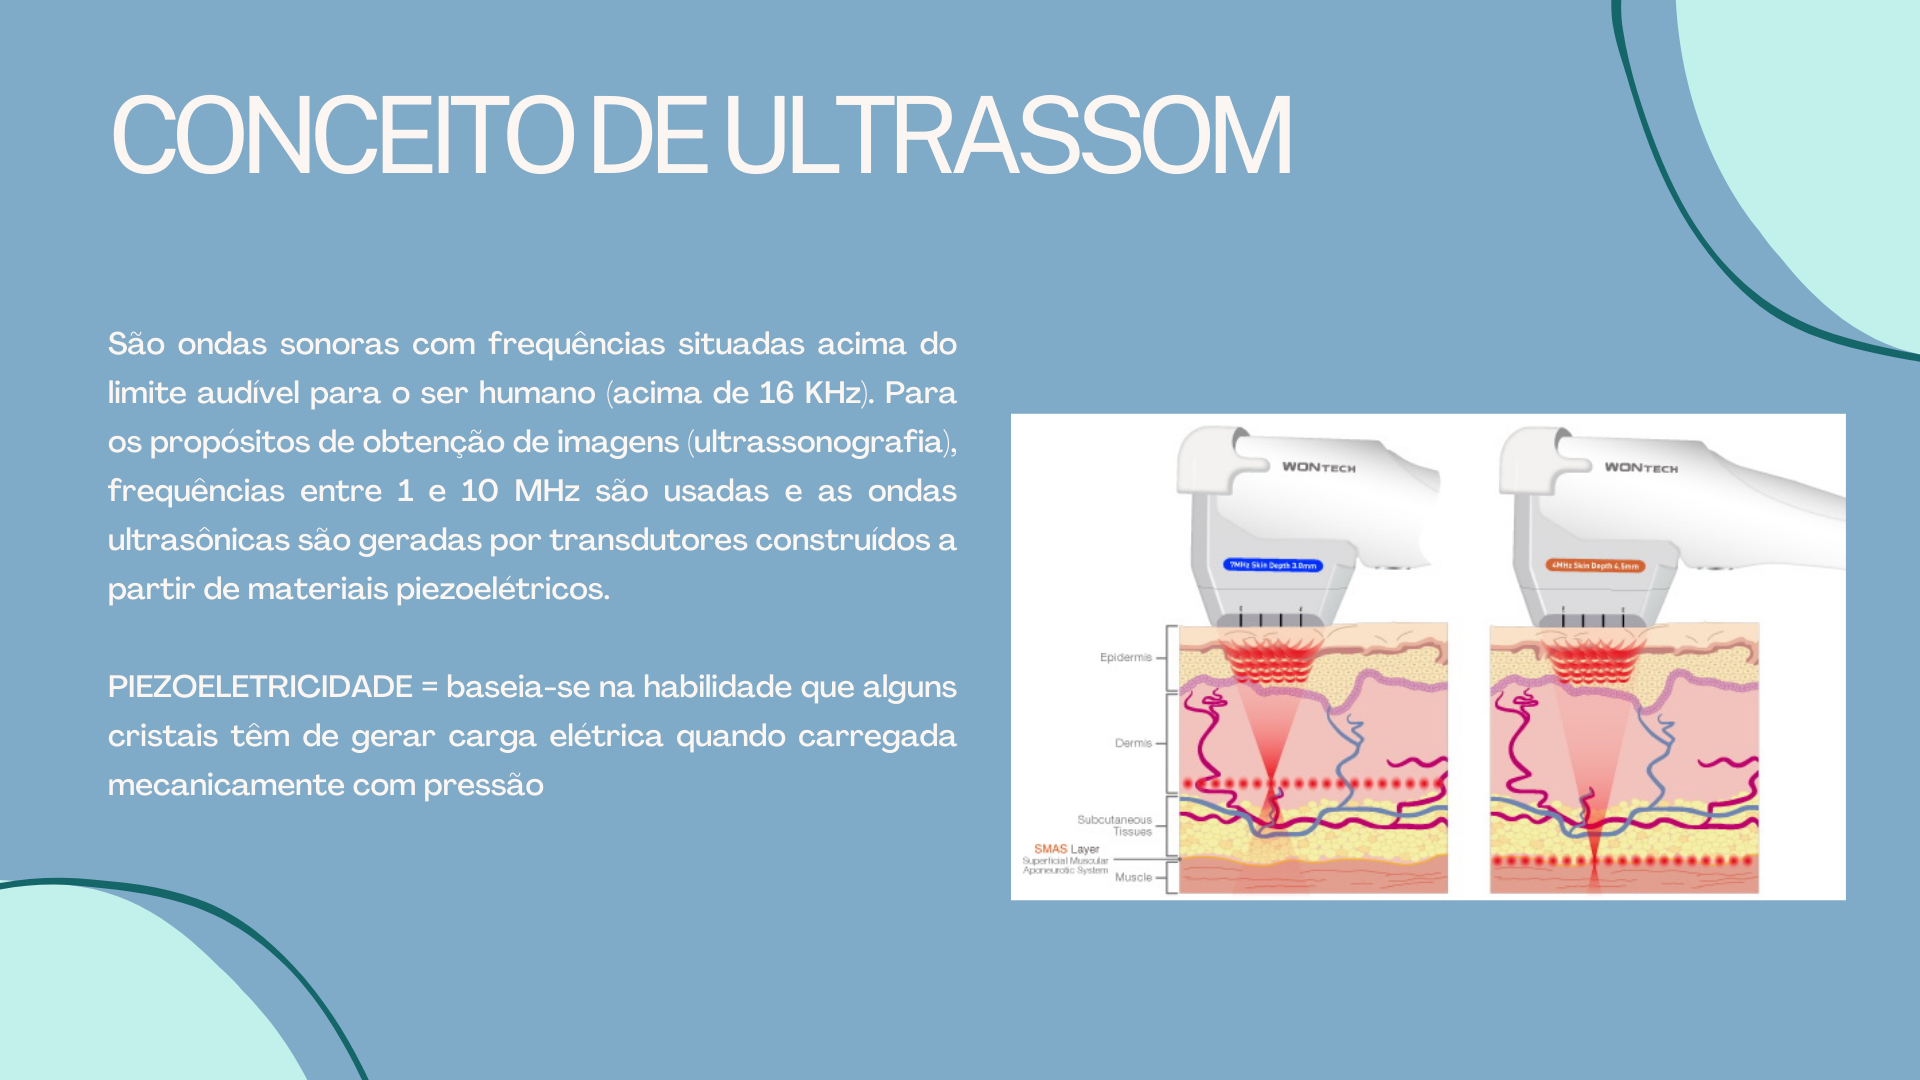 CONCEITO DE ULTRASSOM
São ondas sonoras com frequências situadas acima do
limite audível para o ser humano (acima de 16 KHz). Para
os propósitos de obtenção de imagens (ultrassonografia),
frequências entre 1 e 10 MHz são usadas e as ondas
ultrasônicas são geradas por transdutores construídos a
partir de materiais piezoelétricos.
PIEZOELETRICIDADE = baseia-se na habilidade que alguns
cristais têm de gerar carga elétrica quando carregada
mecanicamente com pressão
WONTECH
7MHz Skin Depth 3.0mm
WONTECH
4MHz Skin Depth 4.5mm
Epidermis
Dermis
Subcutaneous
Tissues
SMAS Layer
Superficial Muscular
Aponeurotic System
Muscle